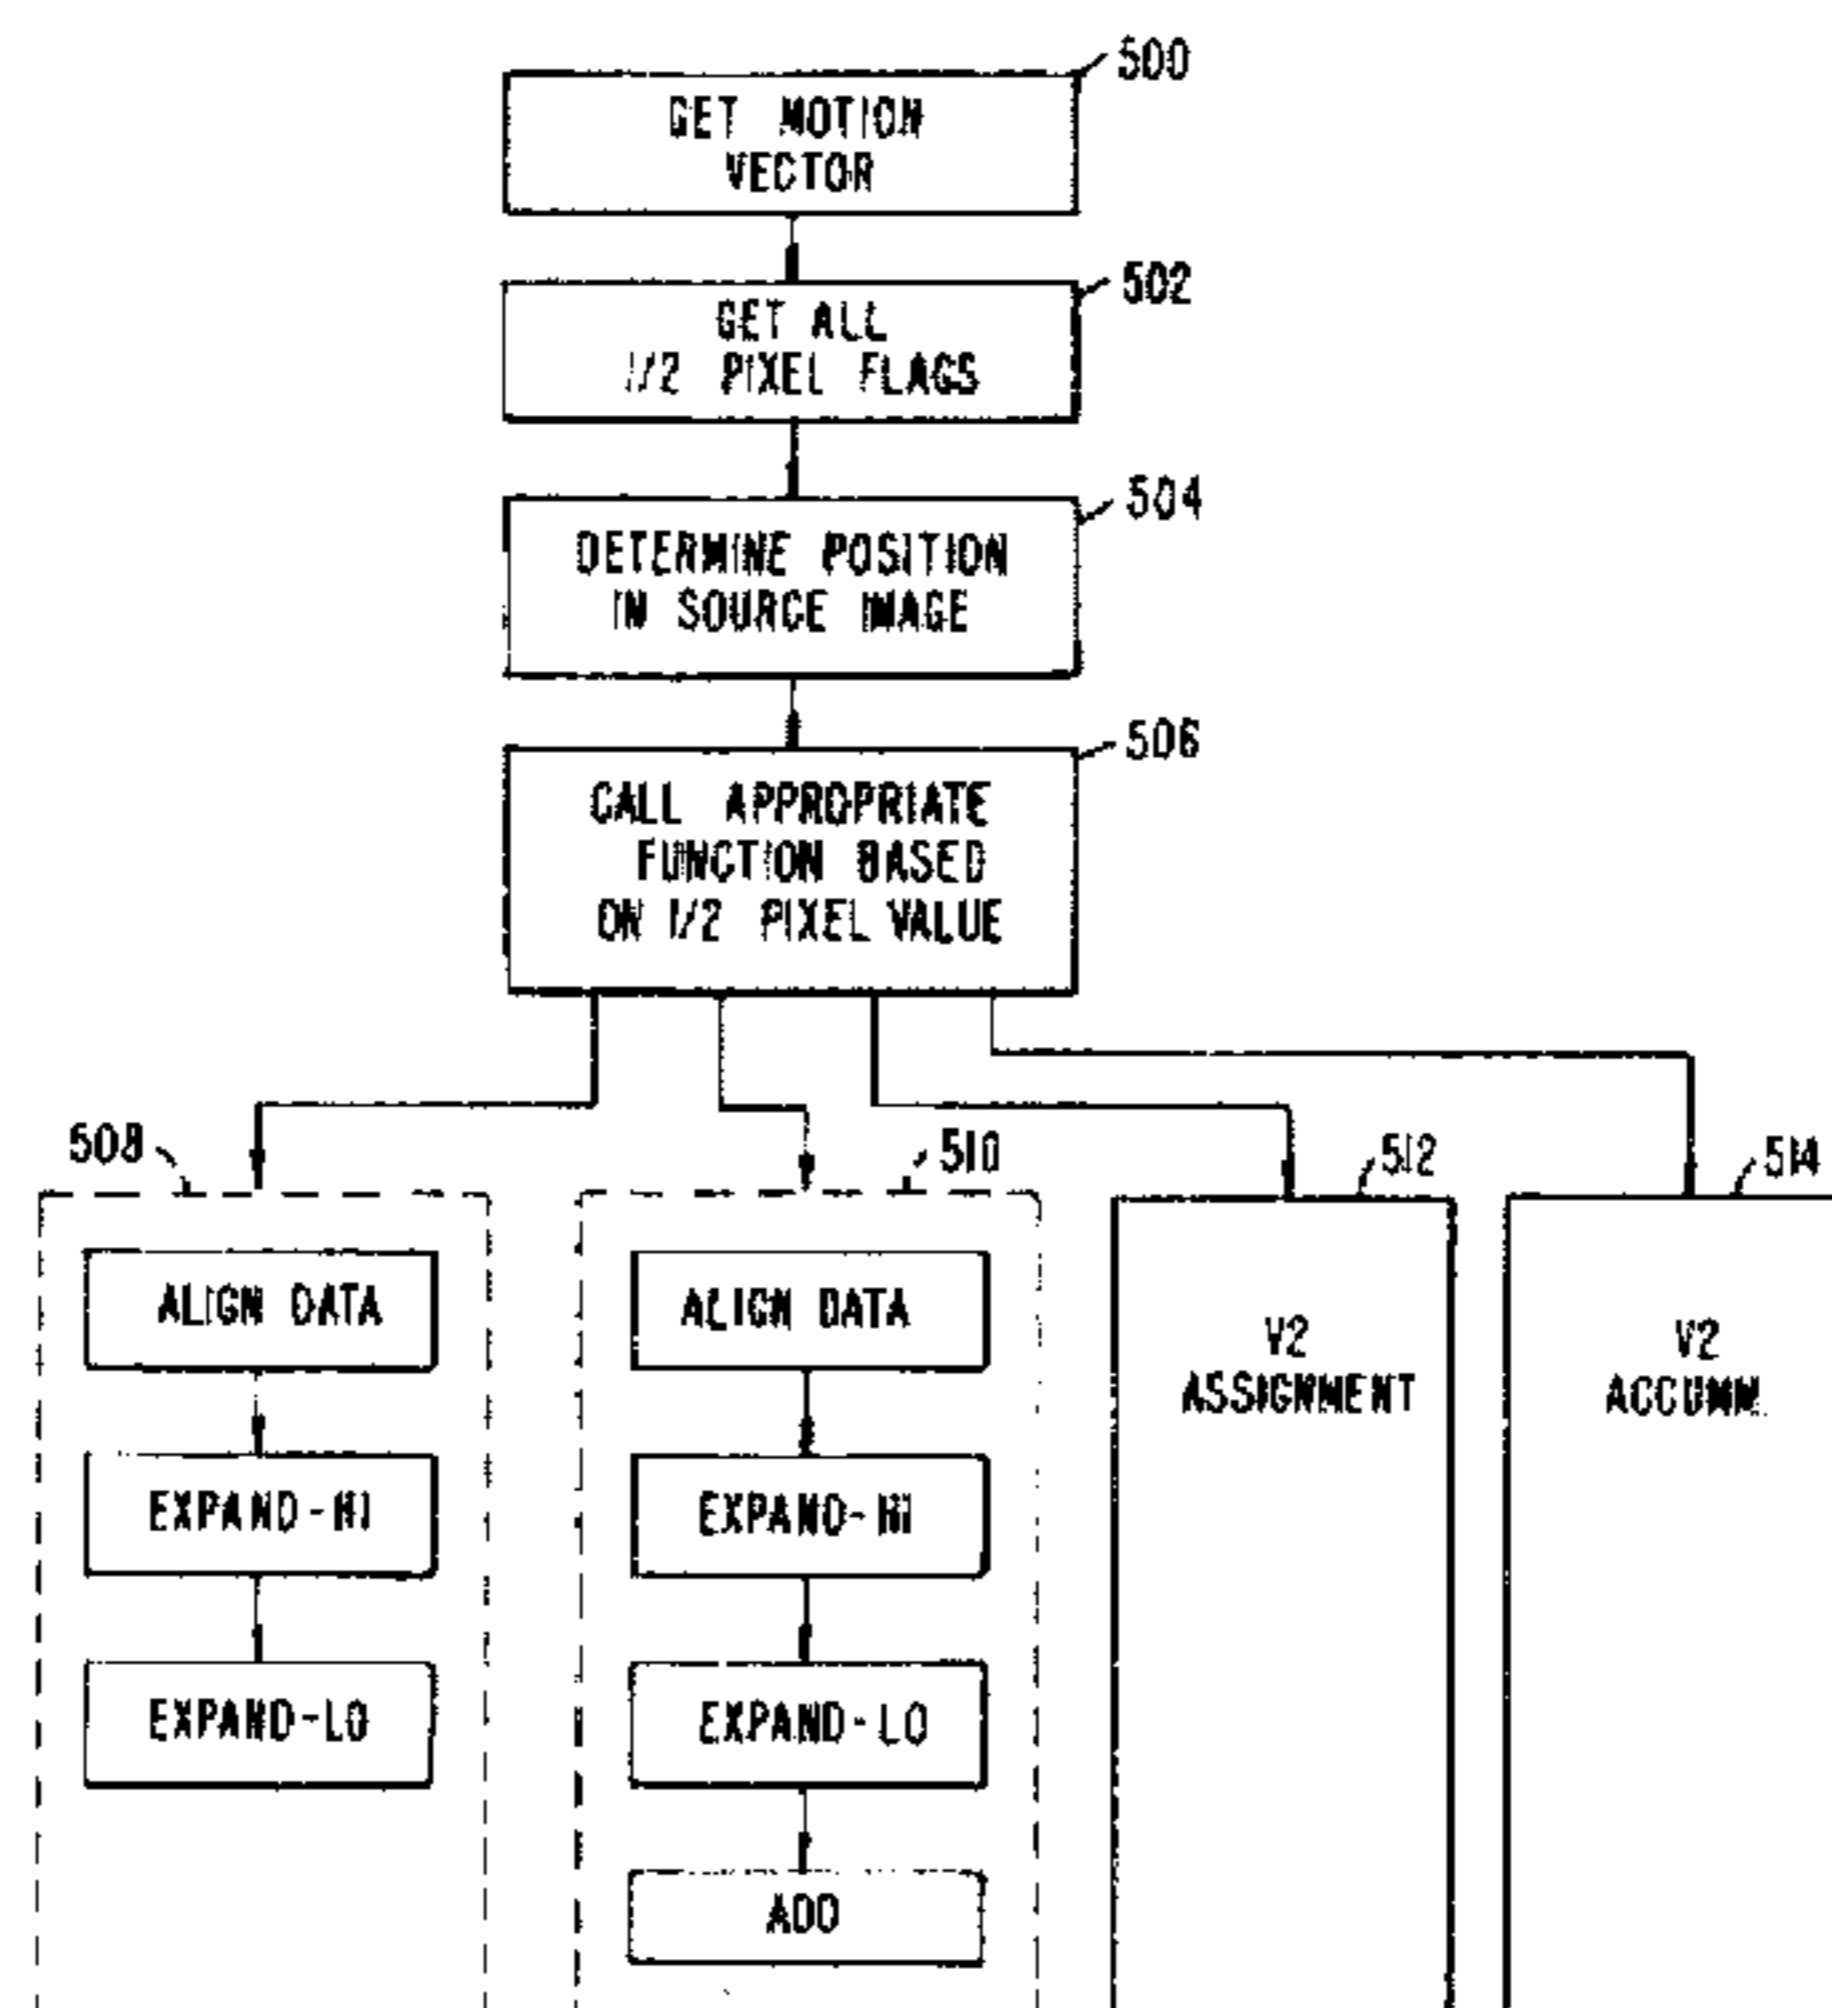 500
GET MOTION
VECTOR
502
GET ALL
1/2 PIXEL FLAGS
504
DETERMINE POSITION
IN SOURCE IMAGE
506
CALL APPROPRIATE
FUNCTION BASED
ON 1/2 PIXEL VALUE
508
510
512
514
ALIGN DATA
ALIGN DATA
V2
ASSIGNMENT
V2
ACCUMM.
EXPAND-HI
EXPAND-HI
EXPAND-LO
EXPAND-LO
ADD